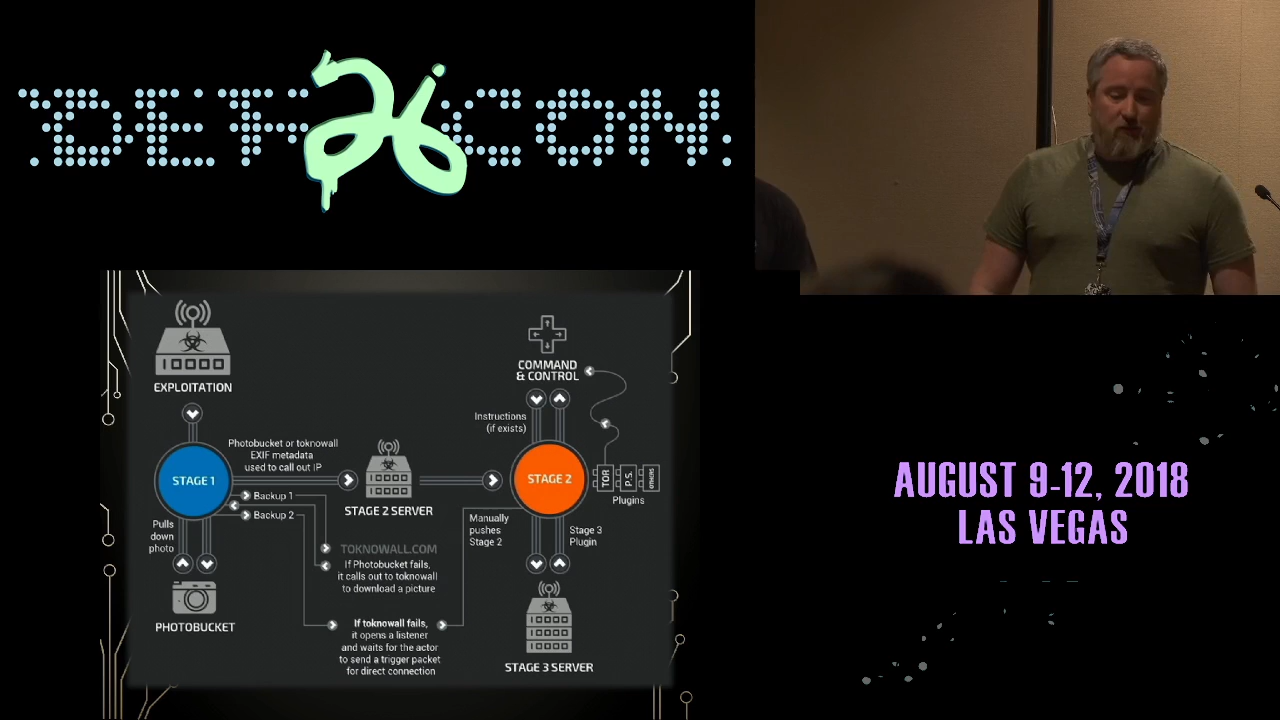 DEF CON
26
EXPLOITATION
COMMAND
& CONTROL
Instructions
(if exists)
Photobucket or toknowall
EXIF metadata
used to call out IP
STAGE 1
STAGE 2
TOR
P.S.
OTHERS
Plugins
Backup 1
Backup 2
STAGE 2 SERVER
Pulls
down
photo
Manually
pushes
Stage 2
Stage 3
Plugin
TOKNOWALL.COM
If Photobucket fails,
it calls out to toknowall
to download a picture
PHOTOBUCKET
If toknowall fails,
it opens a listener
and waits for the actor
to send a trigger packet
for direct connection
STAGE 3 SERVER
AUGUST 9-12, 2018
LAS VEGAS